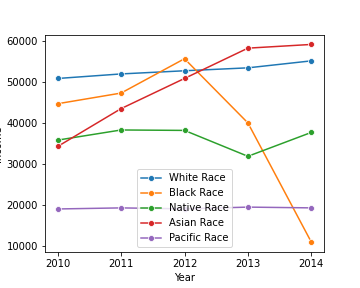 60000
50000
40000
30000
20000
10000
White Race
Black Race
Native Race
Asian Race
Pacific Race
2010 2011 2012 2013 2014
Year